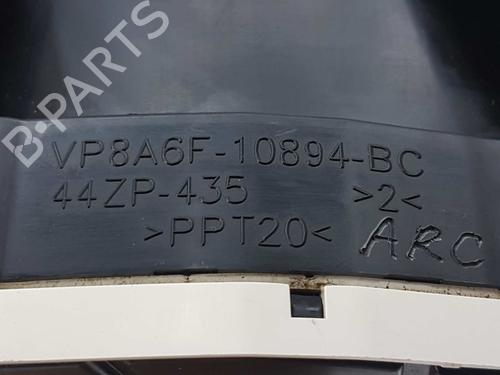 B-PARTS
VP8A6F-10894-BC
44ZP-435 >2<
>PPT20< ARC